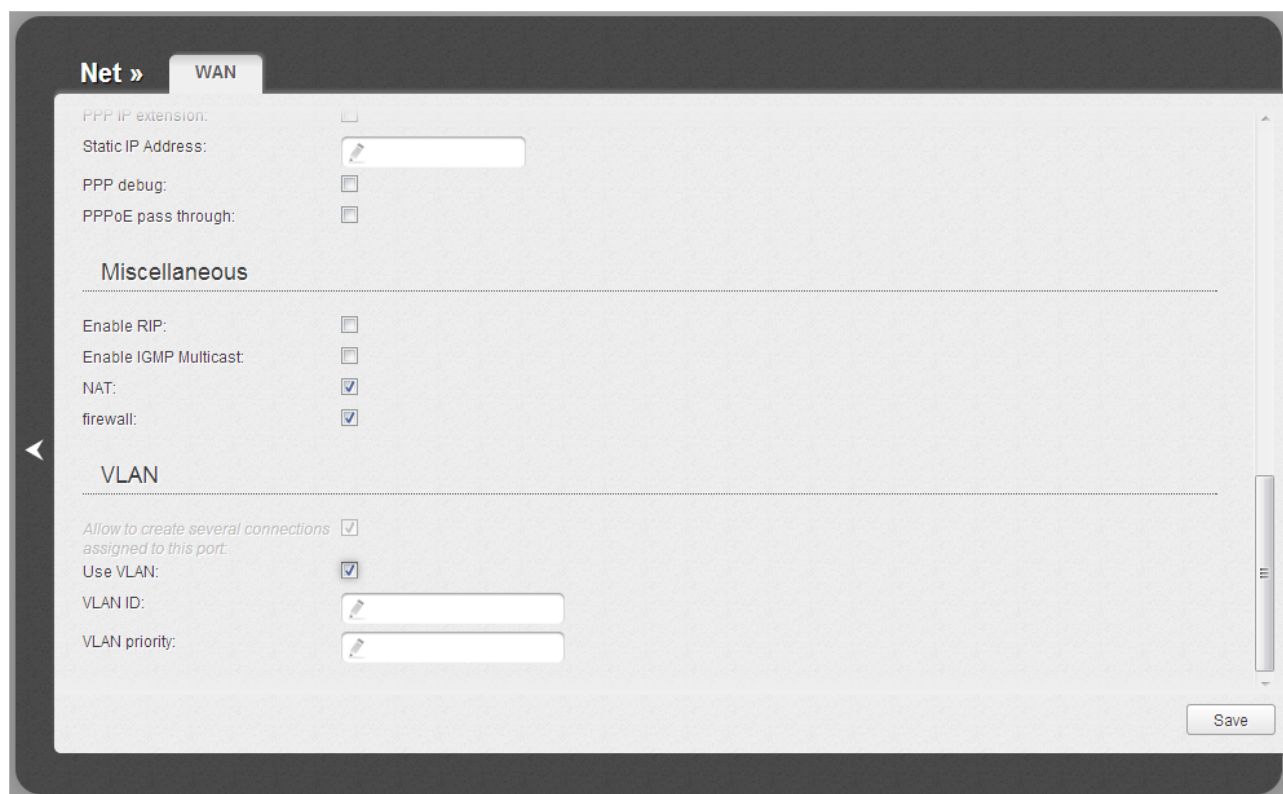 Net »
WAN
PPP IP extension:
Static IP Address:
PPP debug:
PPPoE pass through:
Miscellaneous
Enable RIP:
Enable IGMP Multicast:
NAT:
firewall:
VLAN
Allow to create several connections
assigned to this port:
Use VLAN:
VLAN ID:
VLAN priority:
Save